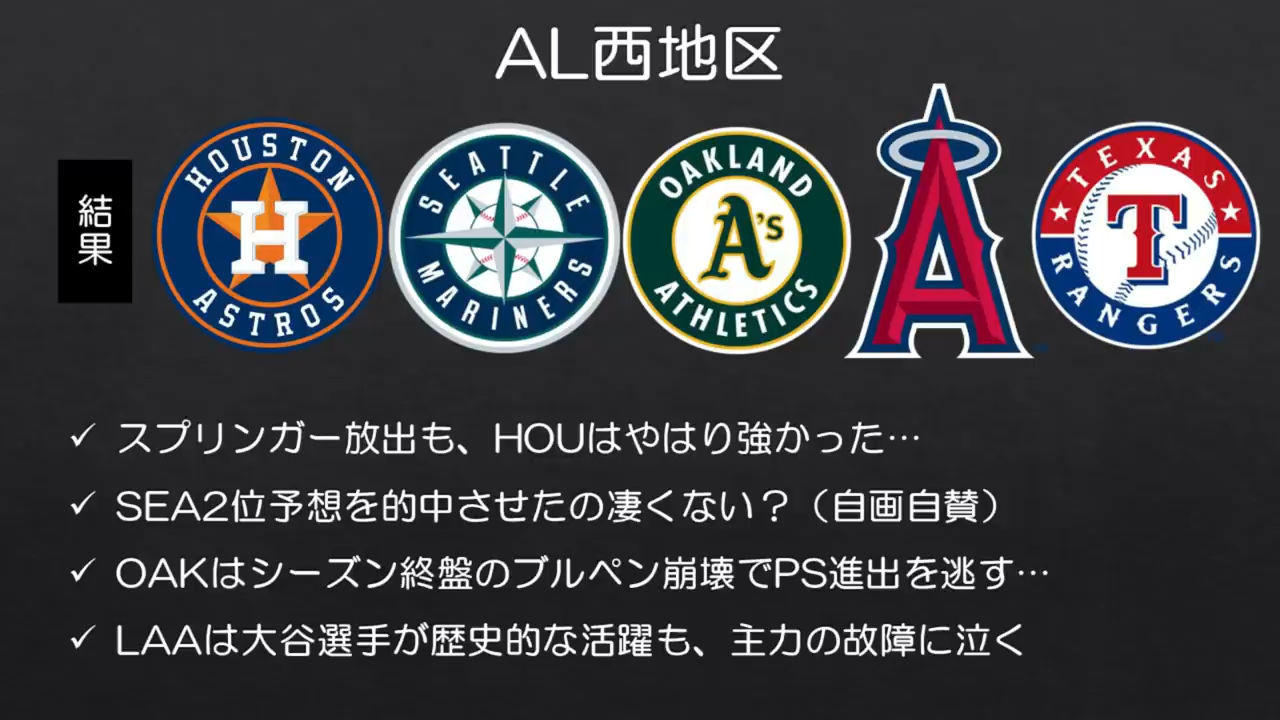 AL西地区
結果
HOUSTON
H
ASTROS
SEATTLE
MARINERS
OAKLAND
A's
ATHLETICS
A
TEXAS
T
RANGERS
✓ スプリンガー放出も、HOUはやはり強かった…
✓ SEA2位予想を的中させたの凄くない？（自画自賛）
✓ OAKはシーズン終盤のブルペン崩壊でPS進出を逃す…
✓ LAAは大谷選手が歴史的な活躍も、主力の故障に泣く